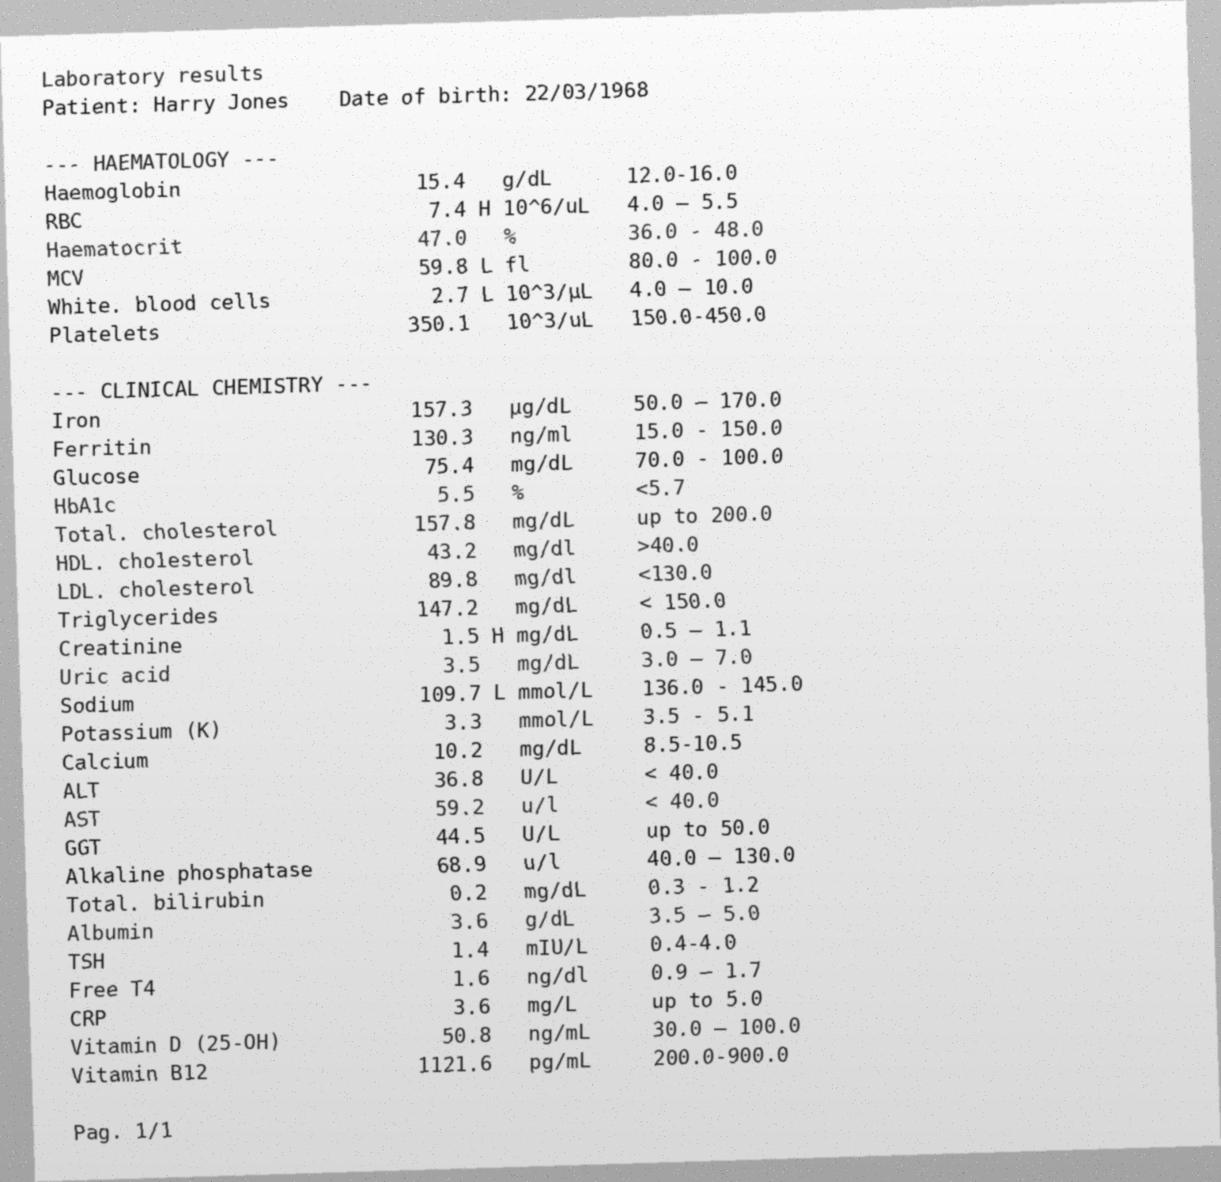 Laboratory results
Patient: Harry Jones    Date of birth: 22/03/1968

--- HAEMATOLOGY ---
Haemoglobin                   15.4   g/dL      12.0-16.0
RBC                            7.4 H 10^6/uL   4.0 – 5.5
Haematocrit                   47.0   %         36.0 - 48.0
MCV                           59.8 L fl        80.0 - 100.0
White. blood cells             2.7 L 10^3/µL   4.0 – 10.0
Platelets                    350.1   10^3/uL   150.0-450.0

--- CLINICAL CHEMISTRY ---
Iron                         157.3   µg/dL     50.0 – 170.0
Ferritin                     130.3   ng/ml     15.0 - 150.0
Glucose                       75.4   mg/dL     70.0 - 100.0
HbA1c                          5.5   %         <5.7
Total. cholesterol           157.8   mg/dL     up to 200.0
HDL. cholesterol              43.2   mg/dl     >40.0
LDL. cholesterol              89.8   mg/dl     <130.0
Triglycerides                147.2   mg/dL     < 150.0
Creatinine                     1.5 H mg/dL     0.5 – 1.1
Uric acid                      3.5   mg/dL     3.0 – 7.0
Sodium                       109.7 L mmol/L    136.0 - 145.0
Potassium (K)                  3.3   mmol/L    3.5 - 5.1
Calcium                       10.2   mg/dL     8.5-10.5
ALT                           36.8   U/L       < 40.0
AST                           59.2   u/l       < 40.0
GGT                           44.5   U/L       up to 50.0
Alkaline phosphatase          68.9   u/l       40.0 – 130.0
Total. bilirubin               0.2   mg/dL     0.3 - 1.2
Albumin                        3.6   g/dL      3.5 – 5.0
TSH                            1.4   mIU/L     0.4-4.0
Free T4                        1.6   ng/dl     0.9 – 1.7
CRP                            3.6   mg/L      up to 5.0
Vitamin D (25-OH)             50.8   ng/mL     30.0 – 100.0
Vitamin B12                 1121.6   pg/mL     200.0-900.0

Pag. 1/1